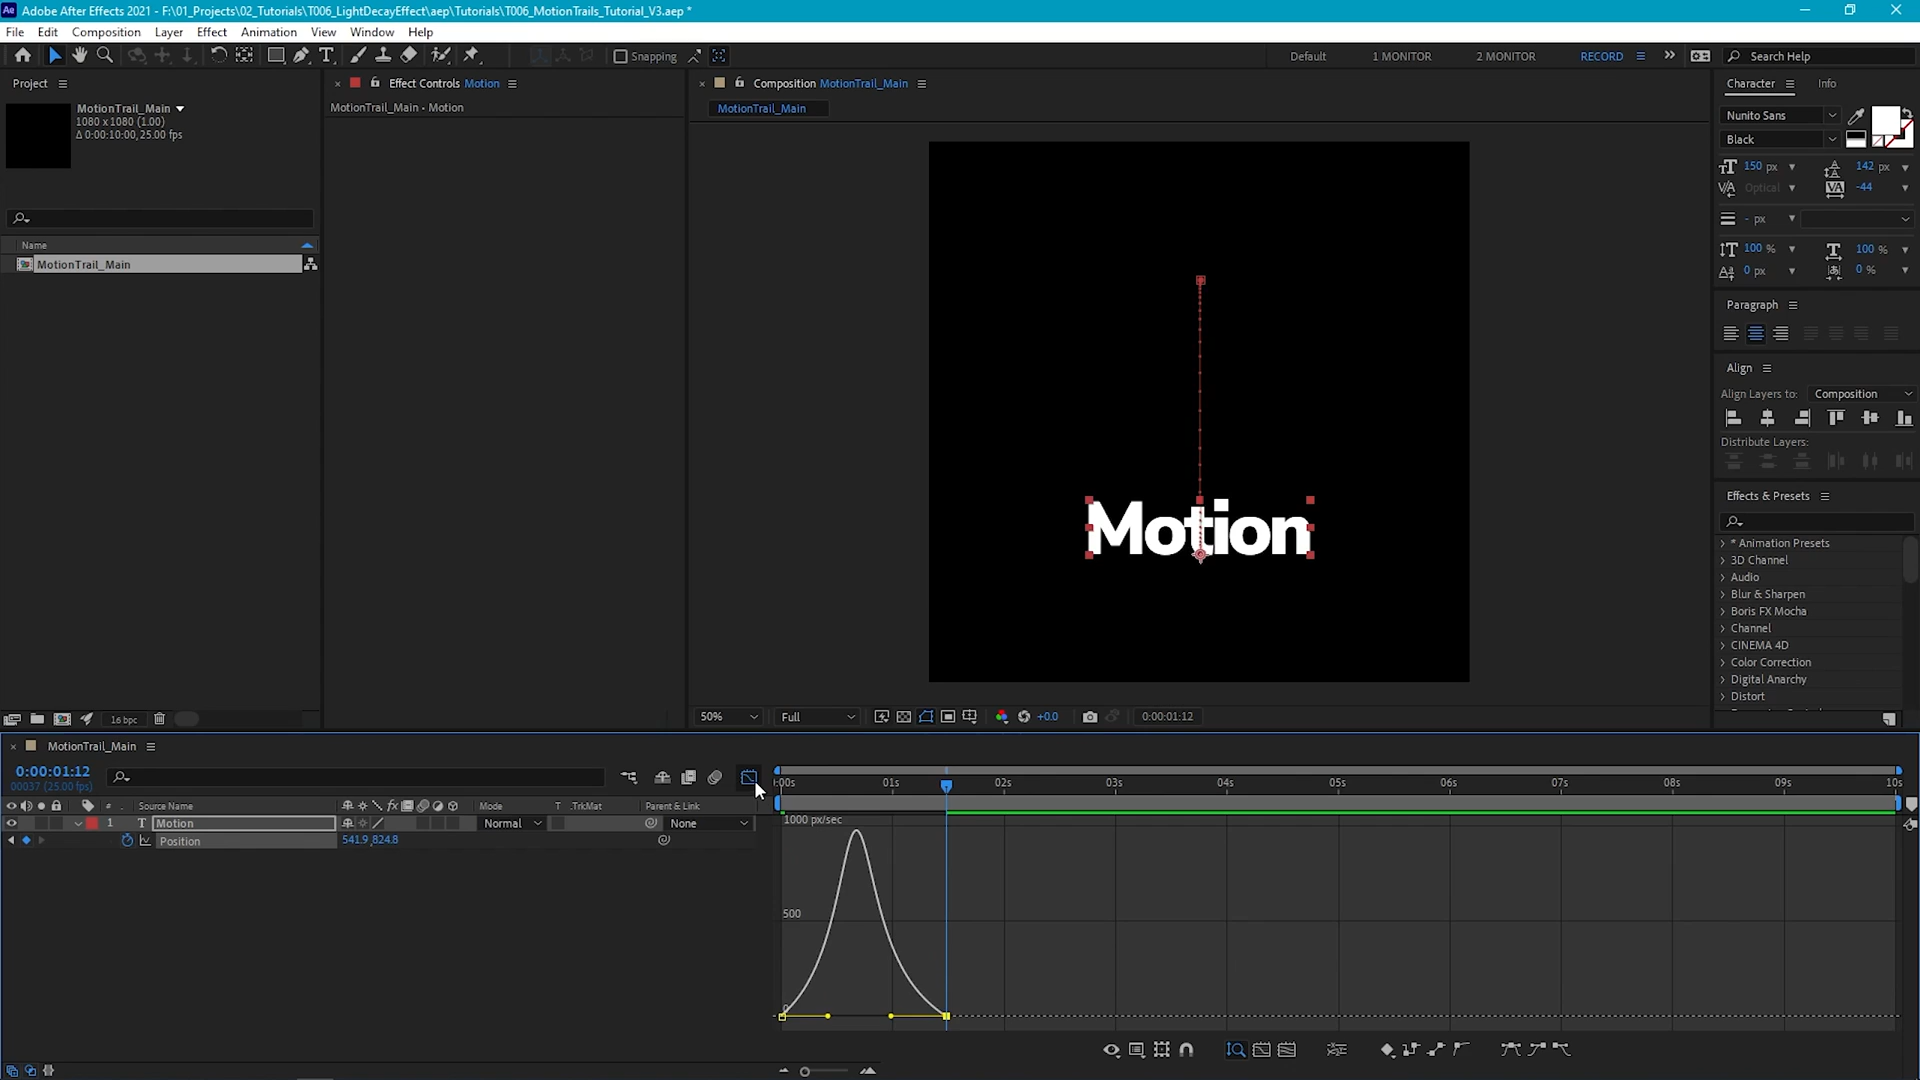 Ae Adobe After Effects 2021 - F:\01_Projects\02_Tutorials\T006_LightDecayEffect\aep\Tutorials\T006_MotionTrails_Tutorial_V3.aep *
File Edit Composition Layer Effect Animation View Window Help
Snapping Default 1 MONITOR 2 MONITOR RECORD Search Help
Project Effect Controls Motion Composition MotionTrail_Main Character Info
MotionTrail_Main MotionTrail_Main • Motion MotionTrail_Main
1080 x 1080 (1.00)
Δ 0:00:10:00, 25.00 fps
Nunito Sans
Black
150 px 142 px
Optical -44
- px
100 % 100 %
0 px 0 %
Paragraph
Align
Align Layers to: Composition
Distribute Layers:
Effects & Presets
* Animation Presets
3D Channel
Audio
Blur & Sharpen
Boris FX Mocha
Channel
CINEMA 4D
Color Correction
Digital Anarchy
Distort
Name
MotionTrail_Main
Motion
16 bpc 50% Full +0.0 0:00:01:12
MotionTrail_Main
0:00:01:12
00037 (25.00 fps)
:00s 01s 02s 03s 04s 05s 06s 07s 08s 09s 10s
# . Source Name fx Mode T .TrkMat Parent & Link
1 T Motion Normal None
Position 541.9,824.8
1000 px/sec
500
0